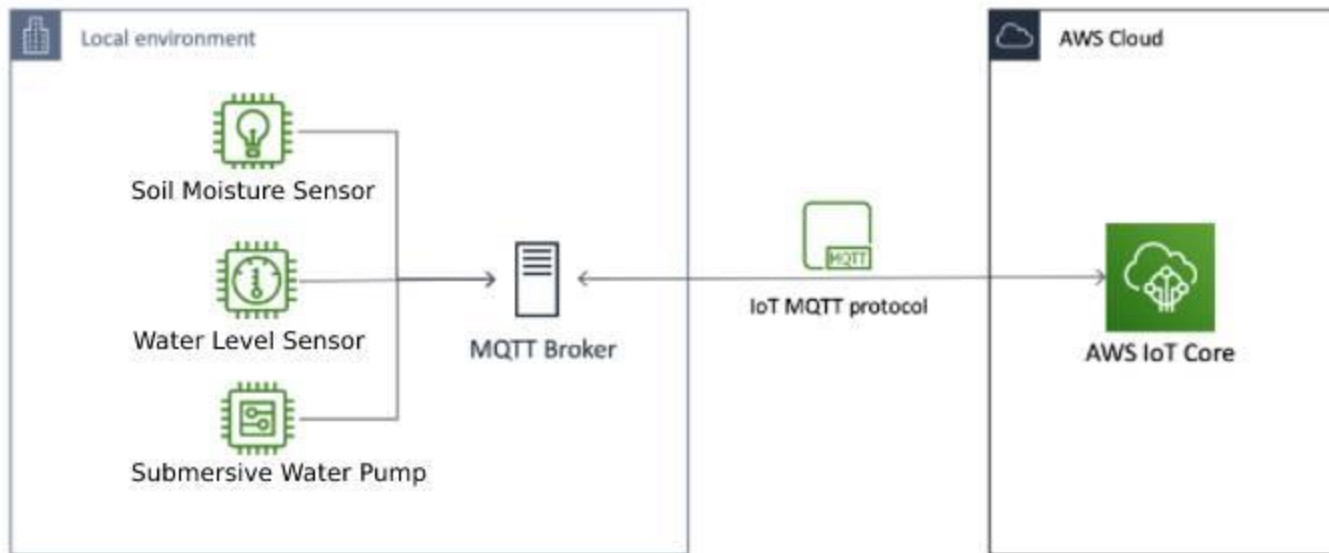 Local environment
AWS Cloud
Soil Moisture Sensor
Water Level Sensor
Submersive Water Pump
MQTT Broker
MQTT
IoT MQTT protocol
AWS IoT Core